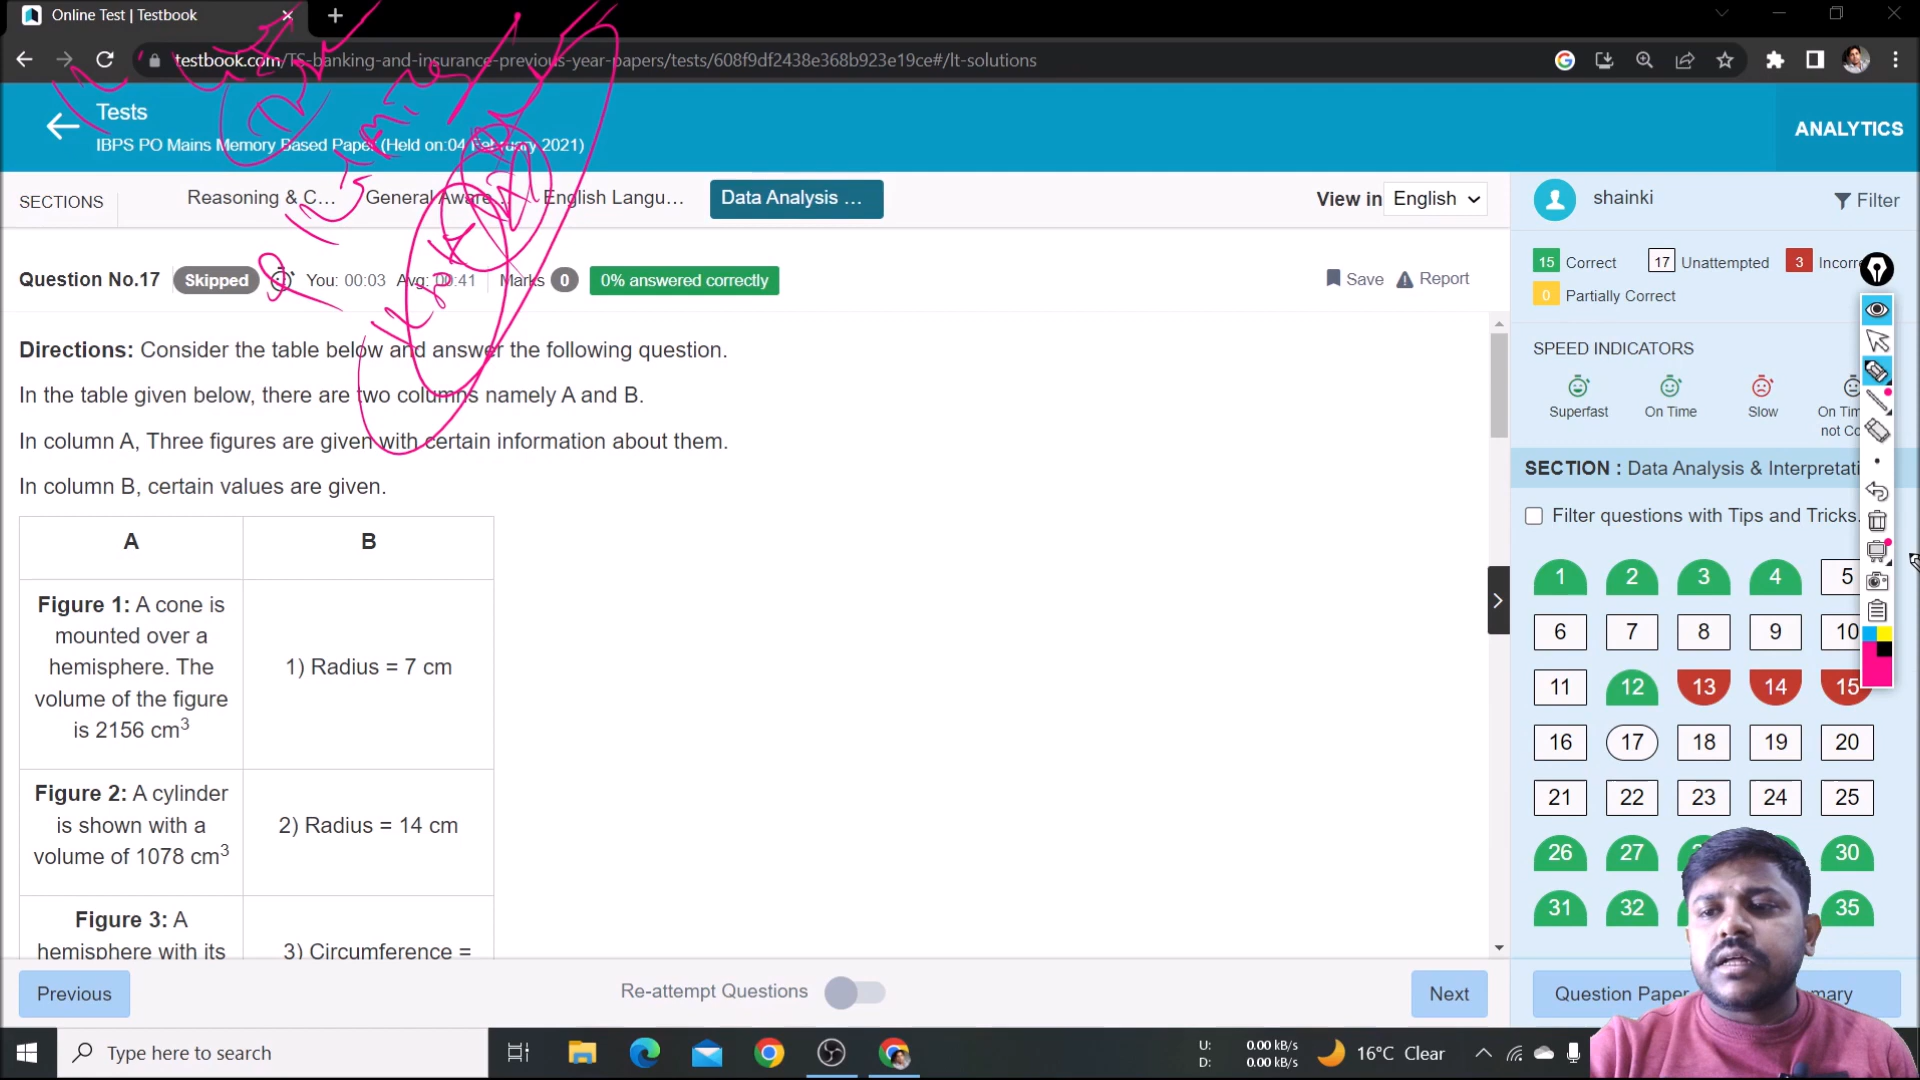 Online Test | Testbook
testbook.com/TS-banking-and-insurance-previous-year-papers/tests/608f9df2438e368b923e19ce#/lt-solutions
Tests
IBPS PO Mains Memory Based Paper (Held on:04 February 2021)
ANALYTICS
SECTIONS
Reasoning & C...
General Aware...
English Langu...
Data Analysis ...
View in
English
shainki
Filter
Question No.17
Skipped
You: 00:03
Avg: 00:41
Marks
0
0% answered correctly
Save
Report
15 Correct
17 Unattempted
3
0 Partially Correct
SPEED INDICATORS
Superfast
On Time
Slow
Directions: Consider the table below and answer the following question.
In the table given below, there are two columns namely A and B.
In column A, Three figures are given with certain information about them.
In column B, certain values are given.
A
B
Figure 1: A cone is
mounted over a
hemisphere. The
volume of the figure
is 2156 cm³
1) Radius = 7 cm
Figure 2: A cylinder
is shown with a
volume of 1078 cm³
2) Radius = 14 cm
Figure 3: A
hemisphere with its
3) Circumference =
SECTION : Data Analysis & Interpretati
Filter questions with Tips and Tricks.
1 2 3 4 5
6 7 8 9 10
11 12 13 14 15
16 17 18 19 20
21 22 23 24 25
26 27 30
31 32 35
Previous
Re-attempt Questions
Next
Question Paper
Type here to search
U: 0.00 kB/s
D: 0.00 kB/s
16°C Clear